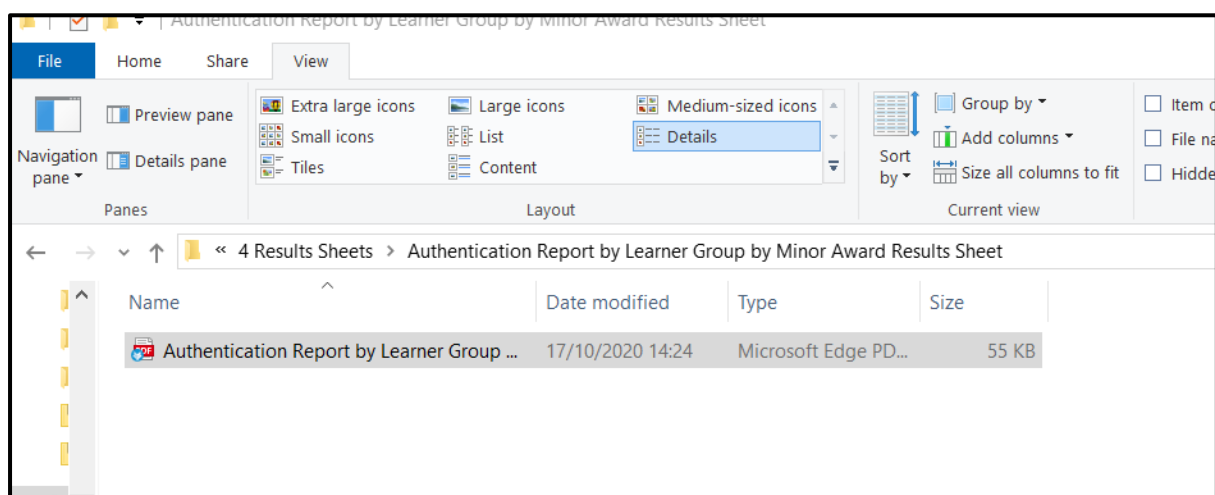 Authentication Report by Learner Group by Minor Award Results Sheet
File Home Share View
Navigation pane
Preview pane
Details pane
Panes
Extra large icons Large icons Medium-sized icons
Small icons List Details
Tiles Content
Layout
Sort by
Group by
Add columns
Size all columns to fit
Current view
Item
File
« 4 Results Sheets > Authentication Report by Learner Group by Minor Award Results Sheet
Name Date modified Type Size
PDF Authentication Report by Learner Group ... 17/10/2020 14:24 Microsoft Edge PD... 55 KB